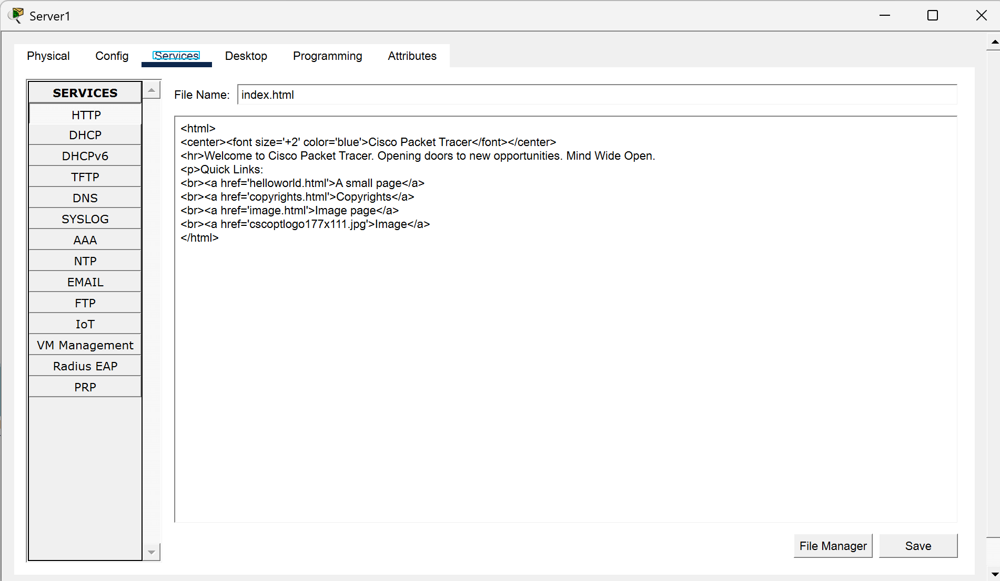 Server1
Physical Config Services Desktop Programming Attributes
SERVICES
HTTP
DHCP
DHCPv6
TFTP
DNS
SYSLOG
AAA
NTP
EMAIL
FTP
IoT
VM Management
Radius EAP
PRP
File Name: index.html
<html>
<center><font size='+2' color='blue'>Cisco Packet Tracer</font></center>
<hr>Welcome to Cisco Packet Tracer. Opening doors to new opportunities. Mind Wide Open.
<p>Quick Links:
<br><a href='helloworld.html'>A small page</a>
<br><a href='copyrights.html'>Copyrights</a>
<br><a href='image.html'>Image page</a>
<br><a href='cscoptlogo177x111.jpg'>Image</a>
</html>
File Manager Save